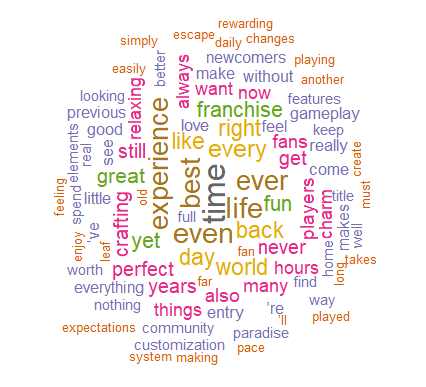 rewarding
escape
simply
daily changes
newcomers
playing
easily
better
always
make
without
another
looking
want
now
features
previous
relaxing
franchise
gameplay
good
love
right
feel
keep
elements
real
see
still
experience
like
every
fans
really
create
great
best
time
ever
get
come
must
feeling
spend
little
crafting
full
life
fun
players
charm
title
old
yet
even
back
makes
well
enjoy
've
leaf
day
fan
never
home
long
takes
worth
perfect
world
hours
everything
years
far
many
find
nothing
things
also
're
way
expectations
community
entry
'll
played
customization
paradise
system
making
pace